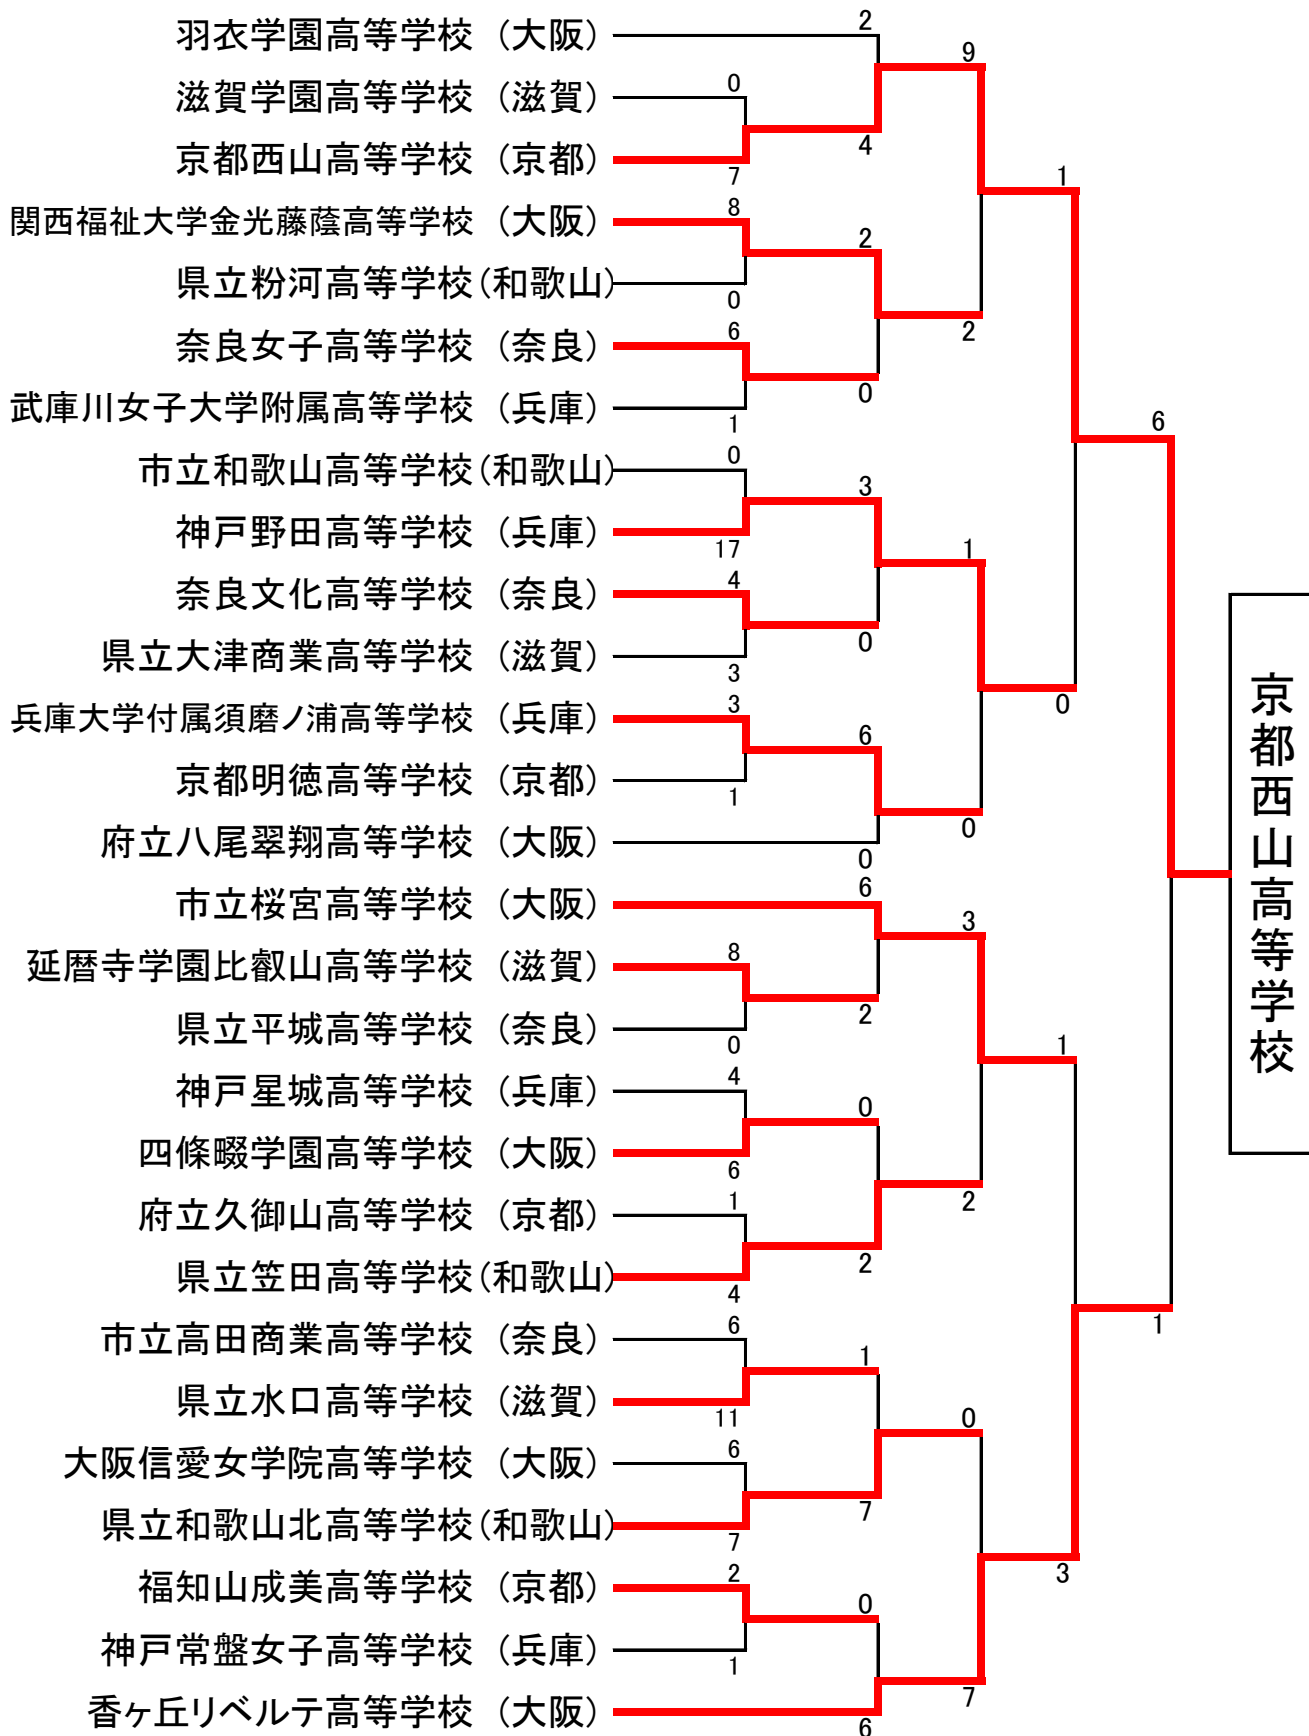 羽衣学園高等学校 (大阪) 2
9
滋賀学園高等学校 (滋賀) 0
京都西山高等学校 (京都) 4
7
1
関西福祉大学金光藤蔭高等学校 (大阪) 8
2
県立粉河高等学校(和歌山) 0
2
奈良女子高等学校 (奈良) 6
0
武庫川女子大学附属高等学校 (兵庫) 1
6
市立和歌山高等学校(和歌山) 0
3
神戸野田高等学校 (兵庫) 17
1
奈良文化高等学校 (奈良) 4
0
県立大津商業高等学校 (滋賀) 3
0
兵庫大学付属須磨ノ浦高等学校 (兵庫) 3
6
京都明徳高等学校 (京都) 1
0
府立八尾翠翔高等学校 (大阪) 0
市立桜宮高等学校 (大阪) 6
3
延暦寺学園比叡山高等学校 (滋賀) 8
2
県立平城高等学校 (奈良) 0
1
神戸星城高等学校 (兵庫) 4
0
四條畷学園高等学校 (大阪) 6
府立久御山高等学校 (京都) 1
2
県立笠田高等学校(和歌山) 2
4
市立高田商業高等学校 (奈良) 6
1
1
県立水口高等学校 (滋賀) 11
0
大阪信愛女学院高等学校 (大阪) 6
7
県立和歌山北高等学校(和歌山) 7
3
福知山成美高等学校 (京都) 2
0
神戸常盤女子高等学校 (兵庫) 1
7
香ヶ丘リベルテ高等学校 (大阪) 6
京都西山高等学校